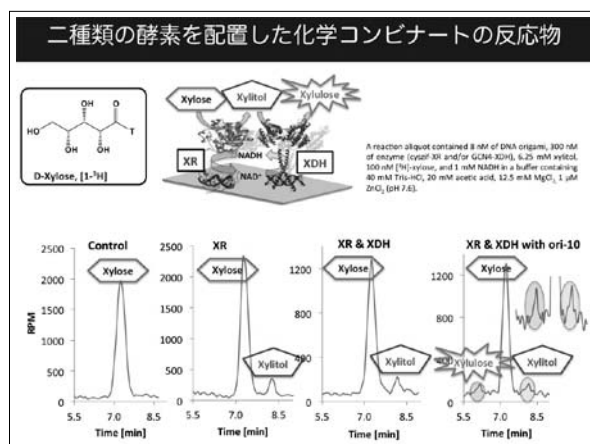 二種類の酵素を配置した化学コンビナートの反応物
Xylose
Xylitol
Xylulose
OH
OH
O
HO
T
OH
OH
D-Xylose, [1-³H]
XR
NADH
XDH
NAD⁺
A reaction aliquot contained 8 nM of DNA origami, 300 nM
of enzyme (cyszif-XR and/or GCN4-XDH), 6.25 mM xylitol,
100 nM [³H]-xylose, and 1 mM NADH in a buffer containing
40 mM Tris-HCl, 20 mM acetic acid, 12.5 mM MgCl₂ 1 μM
ZnCl₂ (pH 7.6).
Control
XR
XR & XDH
XR & XDH with ori-10
RPM
2500
2000
1500
1000
500
0
Xylose
5.5 7.0 8.5
Time [min]
2500
2000
1500
1000
500
0
Xylose
Xylitol
5.5 7.0 8.5
Time [min]
1200
800
400
0
Xylose
Xylitol
5.5 7.0 8.5
Time [min]
1200
800
400
0
Xylose
Xylulose
Xylitol
5.5 7.0 8.5
Time [min]